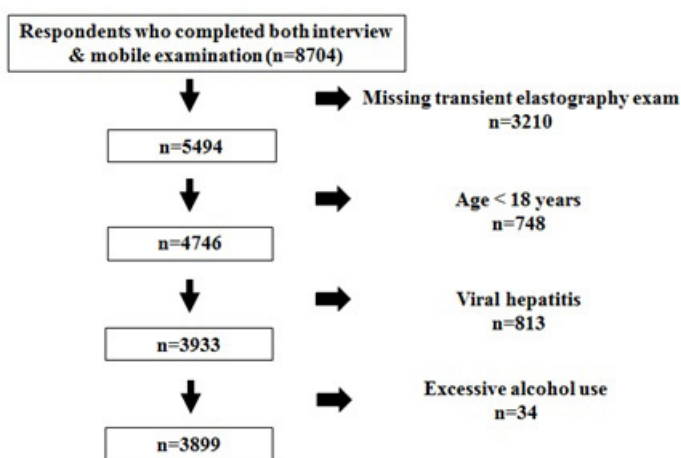 Respondents who completed both interview
& mobile examination (n=8704)
Missing transient elastography exam
n=3210
n=5494
Age < 18 years
n=748
n=4746
Viral hepatitis
n=813
n=3933
Excessive alcohol use
n=34
n=3899